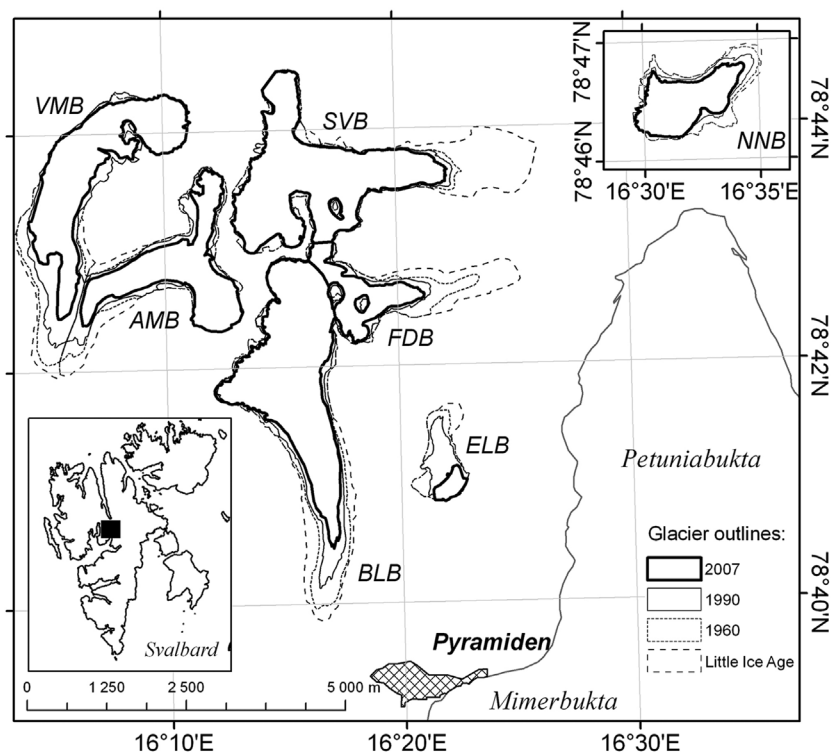 VMB
SVB
AMB
FDB
ELB
BLB
NNB
78°47'N
78°46'N
16°30'E
16°35'E
78°44'N
78°42'N
78°40'N
Petuniabukta
Glacier outlines:
2007
1990
1960
Little Ice Age
Svalbard
Pyramiden
Mimerbukta
0
1 250
2 500
5 000 m
16°10'E
16°20'E
16°30'E